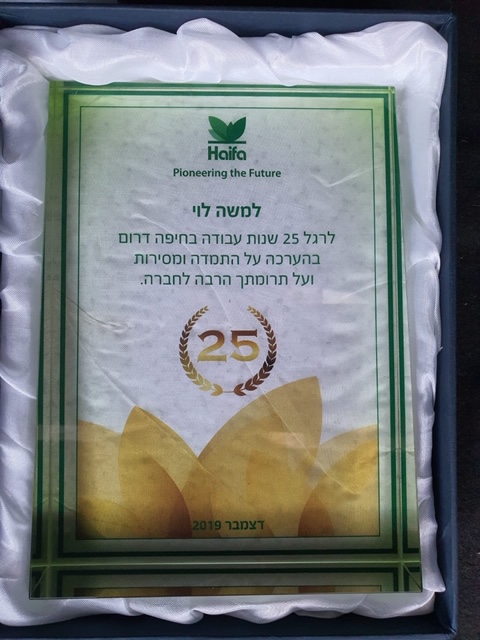 Haifa
Pioneering the Future
למשה לוי
לרגל 25 שנות עבודה בחיפה דרום
בהערכה על התמדה ומסירות
ועל תרומתך הרבה לחברה.
25
דצמבר 2019